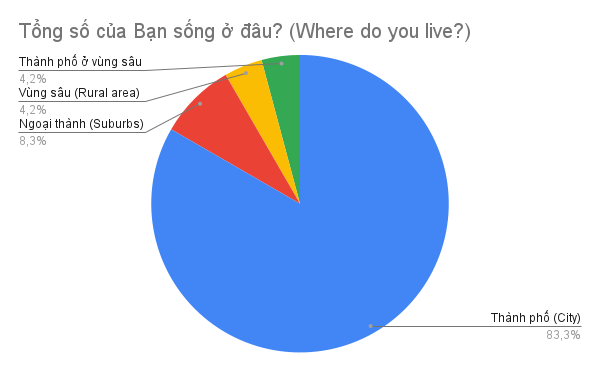 Tổng số của Bạn sống ở đâu? (Where do you live?)
Thành phố ở vùng sâu
4,2%
Vùng sâu (Rural area)
4,2%
Ngoại thành (Suburbs)
8,3%
Thành phố (City)
83,3%